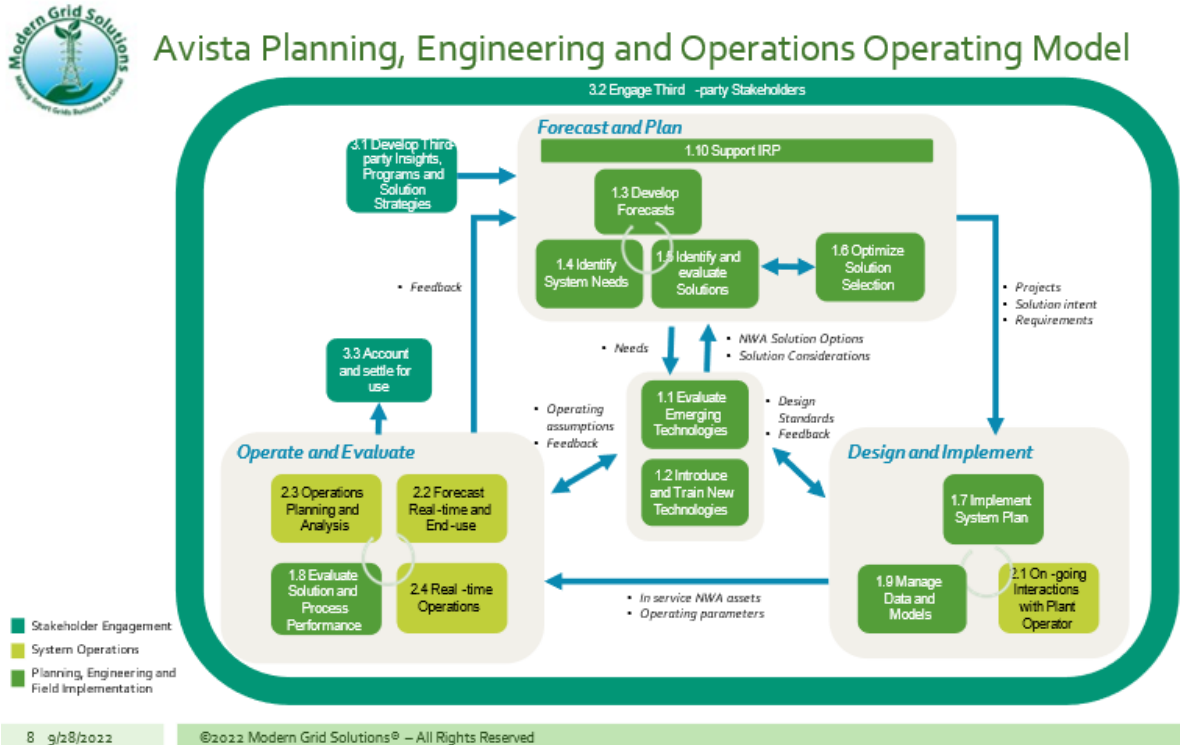 Modern Grid Solutions
Making Smart Grids Business As Usual
Avista Planning, Engineering and Operations Operating Model
3.2 Engage Third -party Stakeholders
Forecast and Plan
1.10 Support IRP
3.1 Develop Third-
party Insights,
Programs and
Solution
Strategies
1.3 Develop
Forecasts
1.4 Identify
System Needs
1.5 Identify and
evaluate
Solutions
1.6 Optimize
Solution
Selection
• Feedback
• Projects
• Solution intent
• Requirements
• Needs
• NWA Solution Options
• Solution Considerations
3.3 Account
and settle for
use
1.1 Evaluate
Emerging
Technologies
1.2 Introduce
and Train New
Technologies
• Operating
assumptions
• Feedback
• Design
Standards
• Feedback
Operate and Evaluate
2.3 Operations
Planning and
Analysis
2.2 Forecast
Real-time and
End-use
1.8 Evaluate
Solution and
Process
Performance
2.4 Real -time
Operations
Design and Implement
1.7 Implement
System Plan
1.9 Manage
Data and
Models
2.1 On -going
Interactions
with Plant
Operator
• In service NWA assets
• Operating parameters
Stakeholder Engagement
System Operations
Planning, Engineering and
Field Implementation
8 9/28/2022
©2022 Modern Grid Solutions® – All Rights Reserved